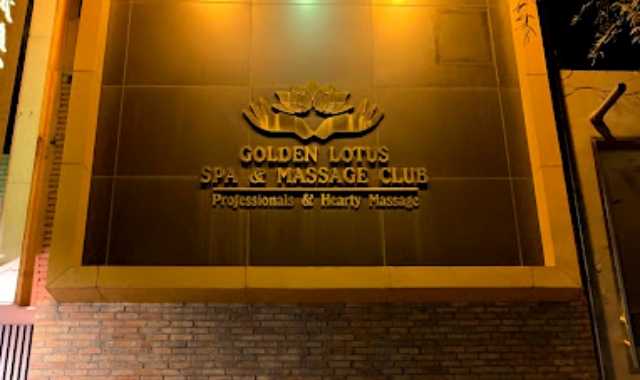 GOLDEN LOTUS
SPA & MASSAGE CLUB
Professionals & Hearty Massage